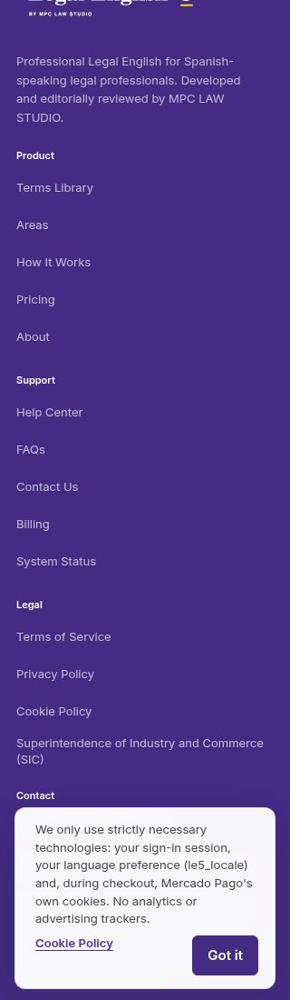 Legal English
BY MPC LAW STUDIO
Professional Legal English for Spanish-
speaking legal professionals. Developed
and editorially reviewed by MPC LAW
STUDIO.
Product
Terms Library
Areas
How It Works
Pricing
About
Support
Help Center
FAQs
Contact Us
Billing
System Status
Legal
Terms of Service
Privacy Policy
Cookie Policy
Superintendence of Industry and Commerce
(SIC)
Contact
We only use strictly necessary
technologies: your sign-in session,
your language preference (le5_locale)
and, during checkout, Mercado Pago's
own cookies. No analytics or
advertising trackers.
Cookie Policy
Got it